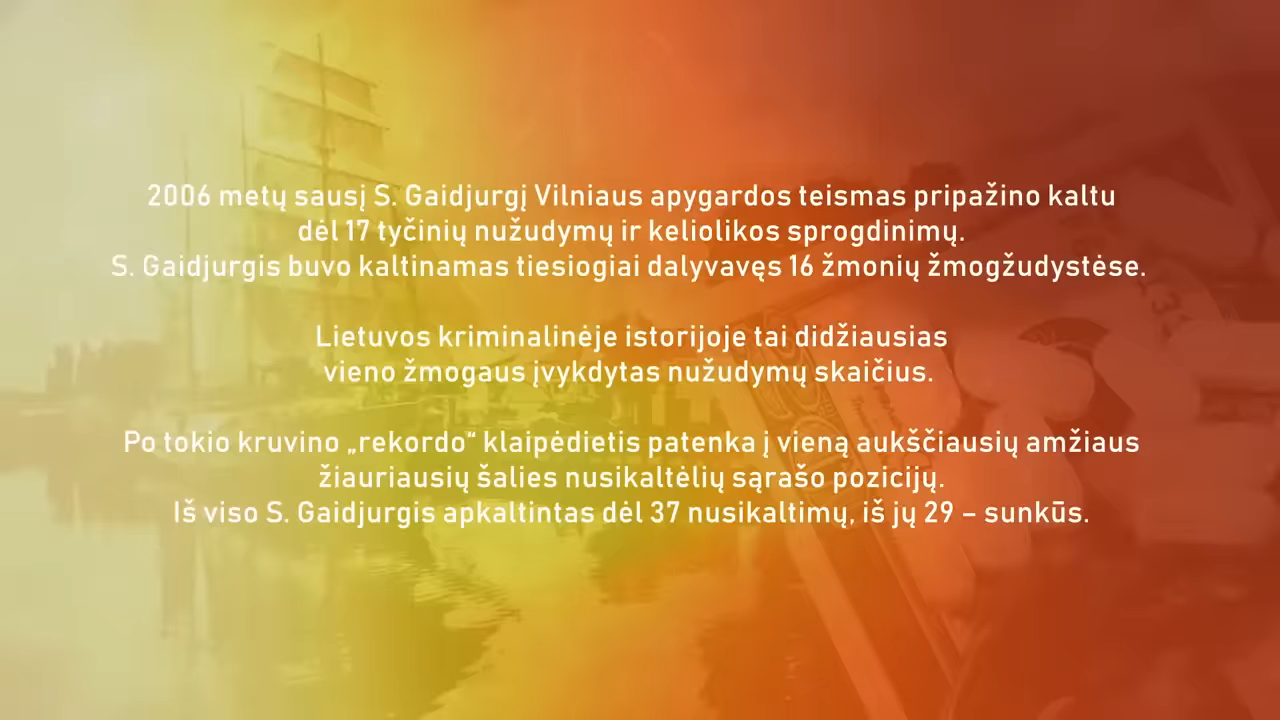 2006 metų sausį S. Gaidjurgį Vilniaus apygardos teismas pripažino kaltu
dėl 17 tyčinių nužudymų ir keliolikos sprogdinimų.
S. Gaidjurgis buvo kaltinamas tiesiogiai dalyvavęs 16 žmonių žmogžudystėse.
Lietuvos kriminalinėje istorijoje tai didžiausias
vieno žmogaus įvykdytas nužudymų skaičius.
Po tokio kruvino „rekordo“ klaipėdietis patenka į vieną aukščiausių amžiaus
žiauriausių šalies nusikaltėlių sąrašo pozicijų.
Iš viso S. Gaidjurgis apkaltintas dėl 37 nusikaltimų, iš jų 29 – sunkūs.